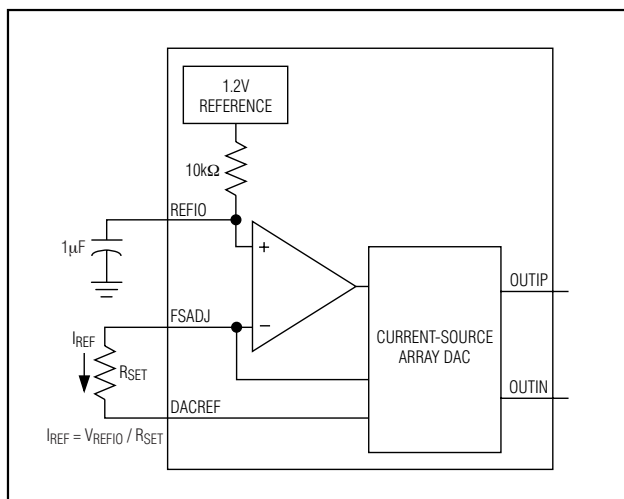 1.2V
REFERENCE
10kΩ
REFIO
1μF
+
FSADJ
−
IREF
RSET
DACREF
CURRENT-SOURCE
ARRAY DAC
OUTIP
OUTIN
IREF = VREFIO / RSET